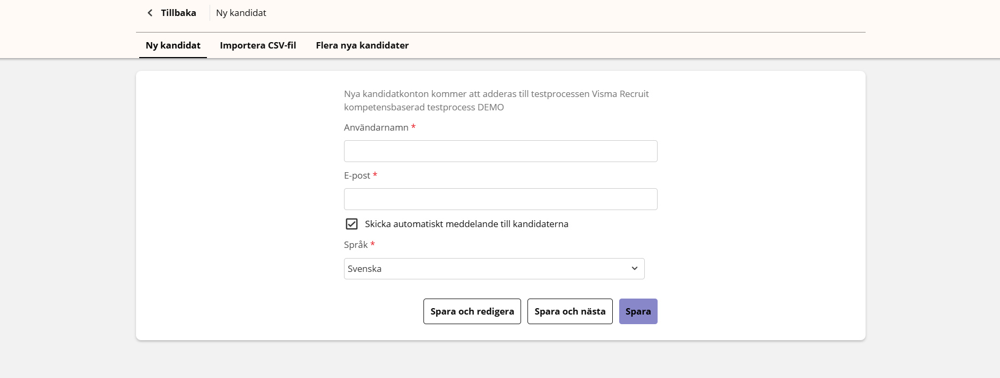 Tillbaka
Ny kandidat
Ny kandidat
Importera CSV-fil
Flera nya kandidater
Nya kandidatkonton kommer att adderas till testprocessen Visma Recruit
kompetensbaserad testprocess DEMO
Användarnamn *
E-post *
Skicka automatiskt meddelande till kandidaterna
Språk *
Svenska
Spara och redigera
Spara och nästa
Spara